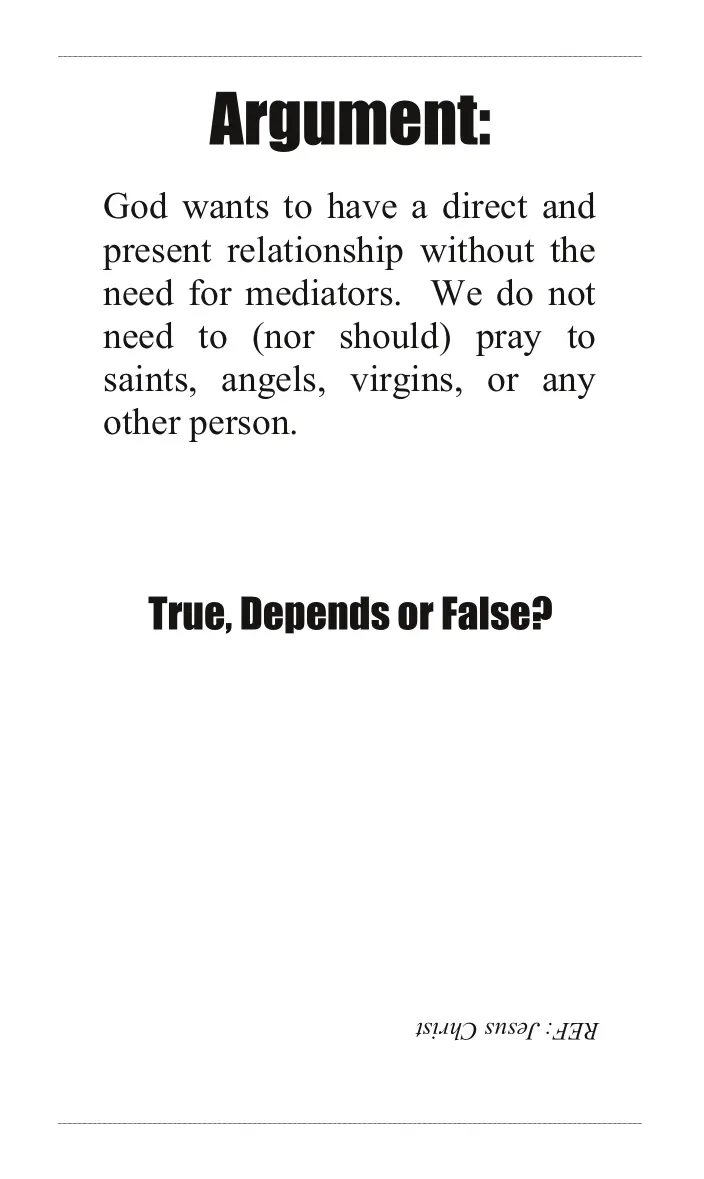 Argument:
God wants to have a direct and
present relationship without the
need for mediators. We do not
need to (nor should) pray to
saints, angels, virgins, or any
other person.
True, Depends or False?
REF: Jesus Christ